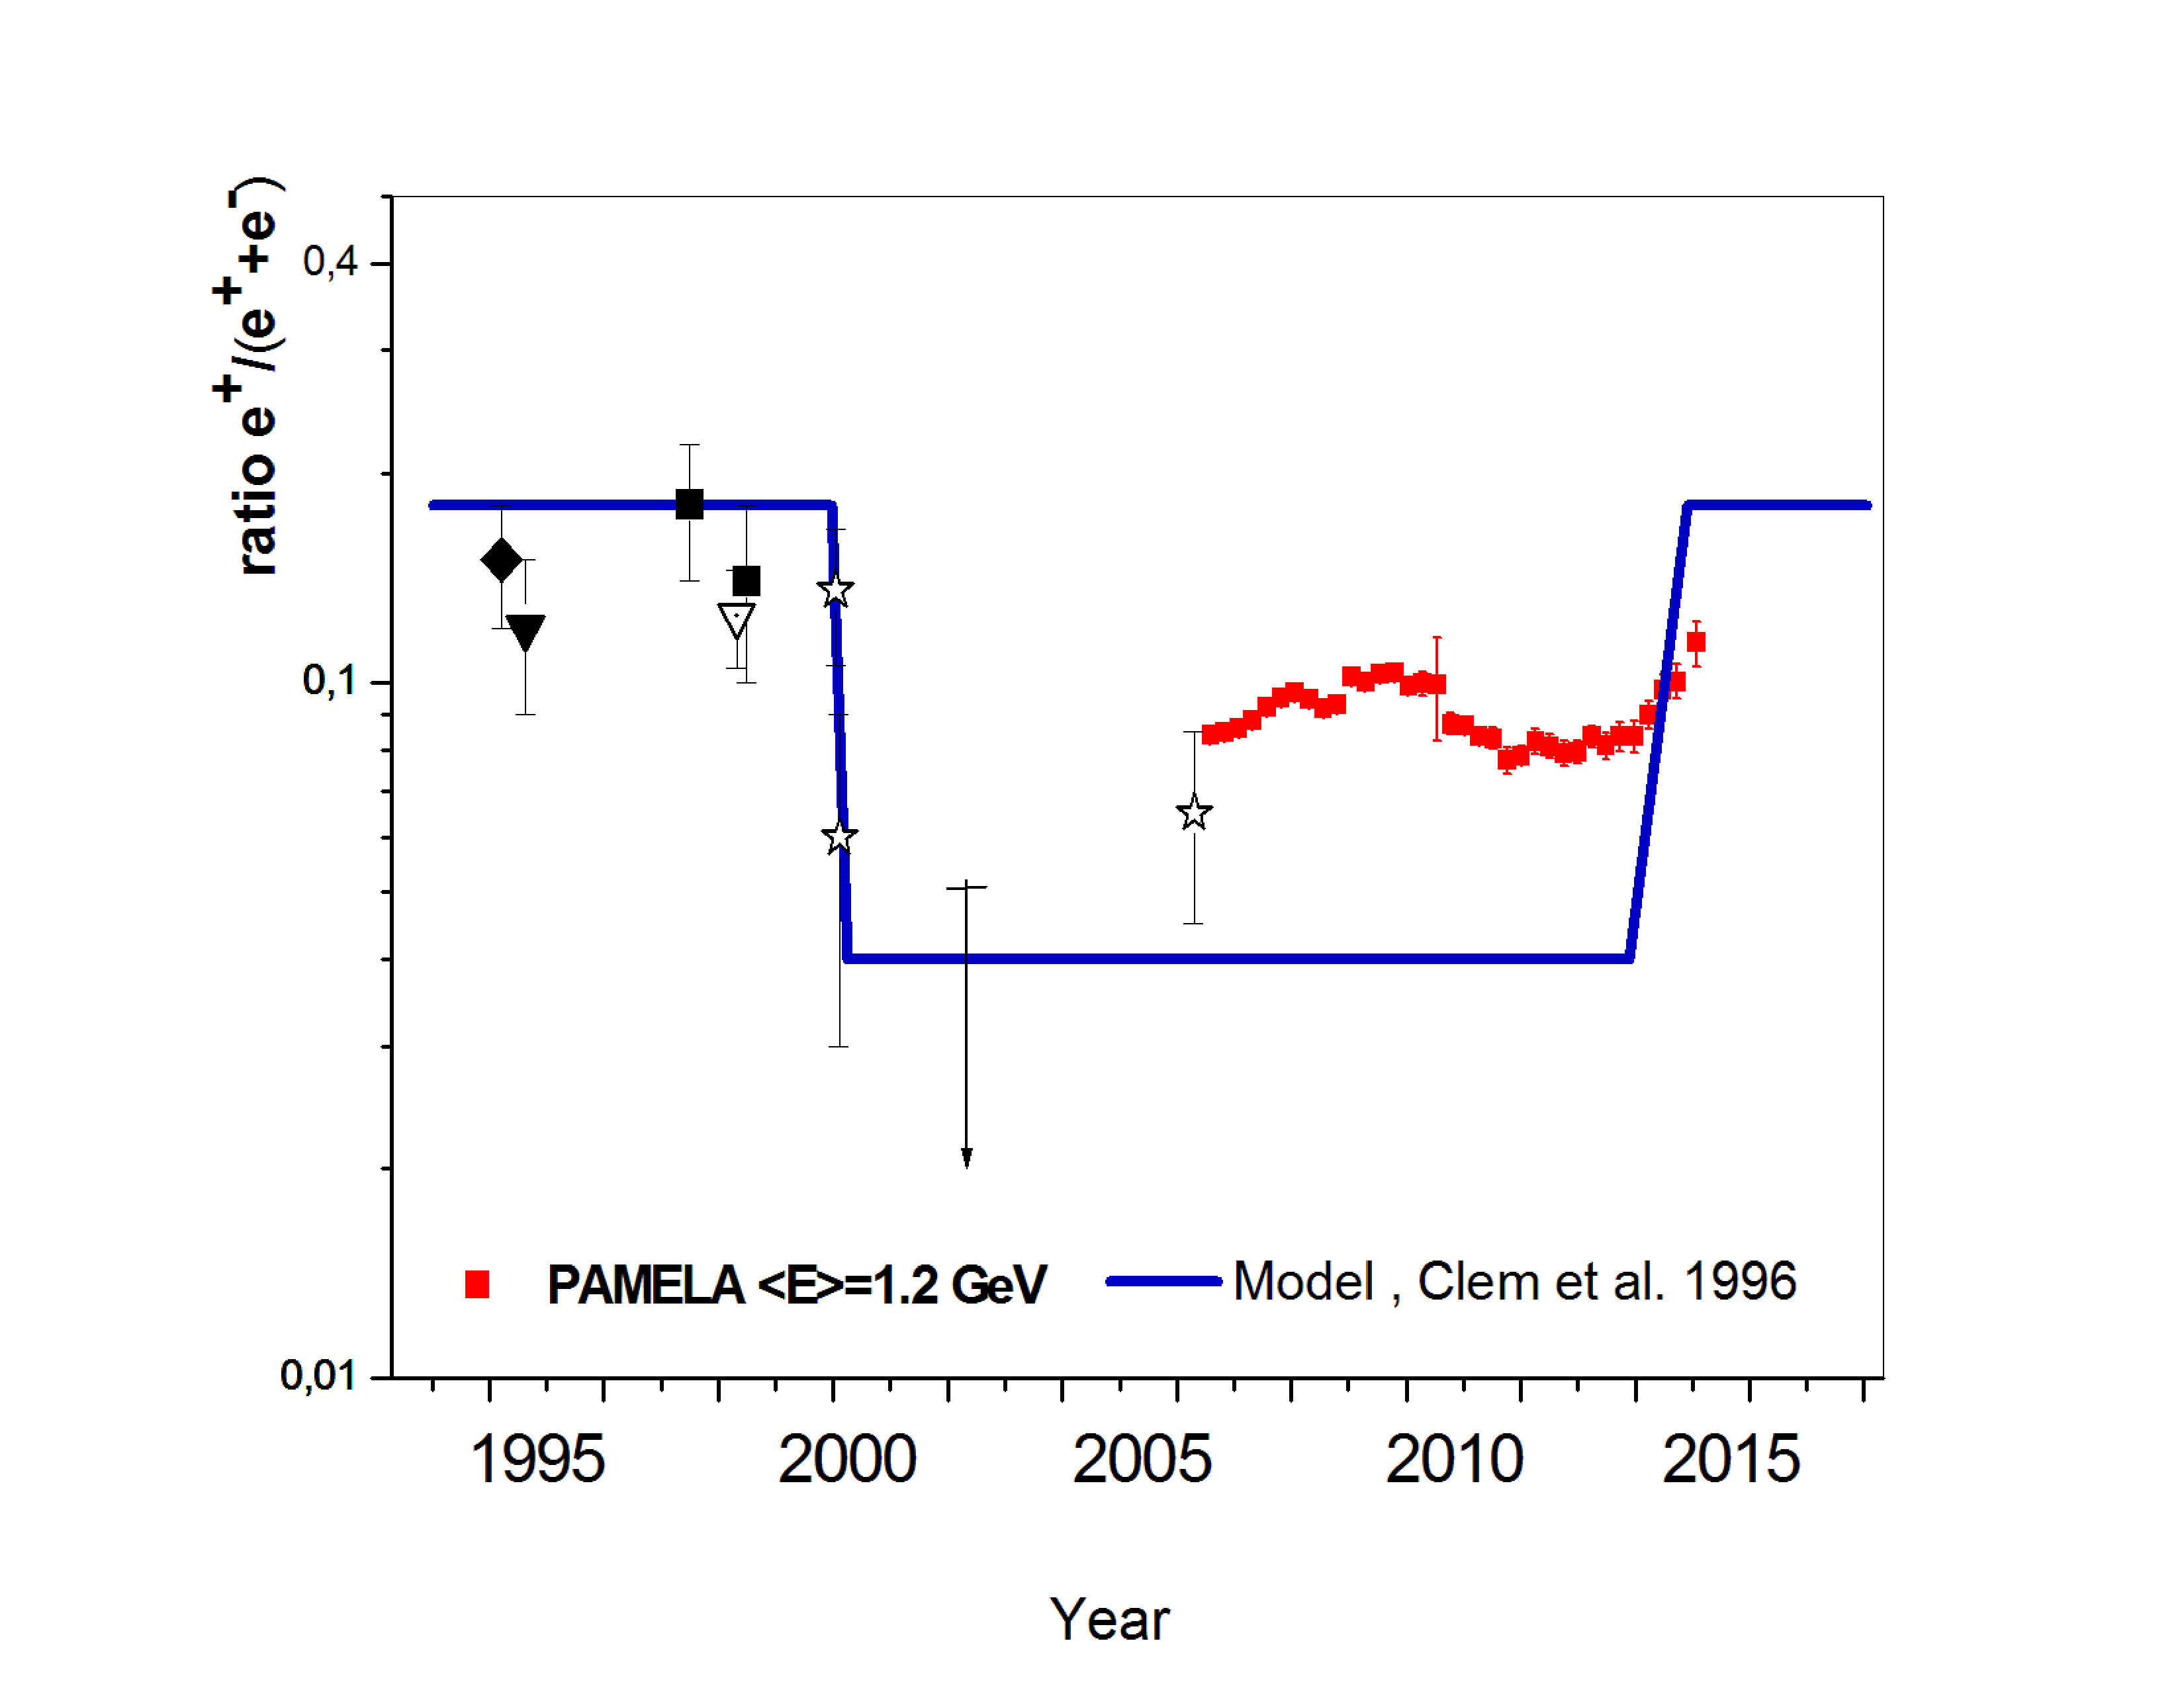 ratio e+/(e++e-)
0,4
0,1
0,01
PAMELA <E>=1.2 GeV
Model , Clem et al. 1996
1995 2000 2005 2010 2015
Year